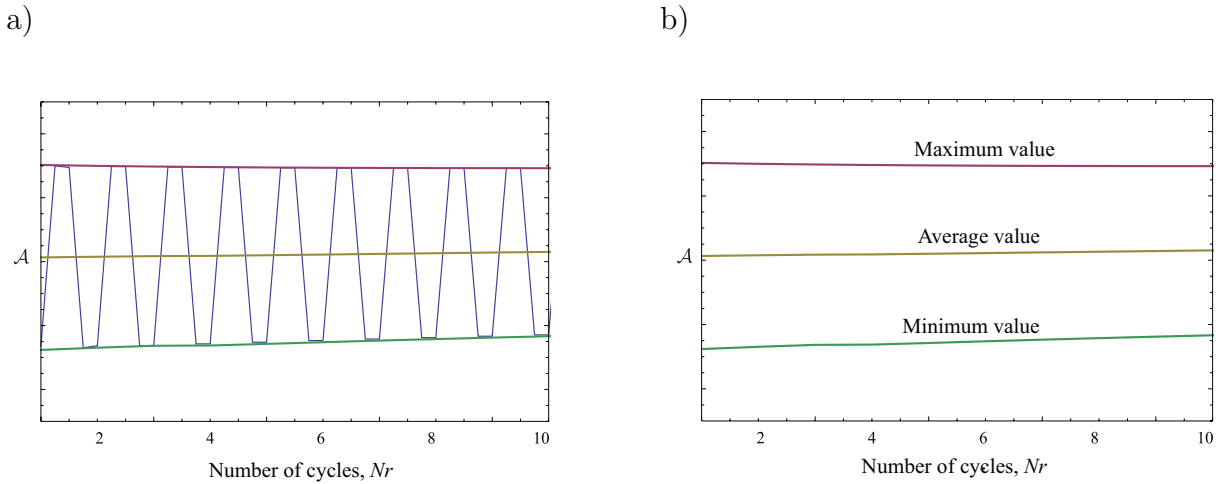 a)
𝒜
2 4 6 8 10
Number of cycles, Nr
b)
Maximum value
Average value
𝒜
Minimum value
2 4 6 8 10
Number of cycles, Nr